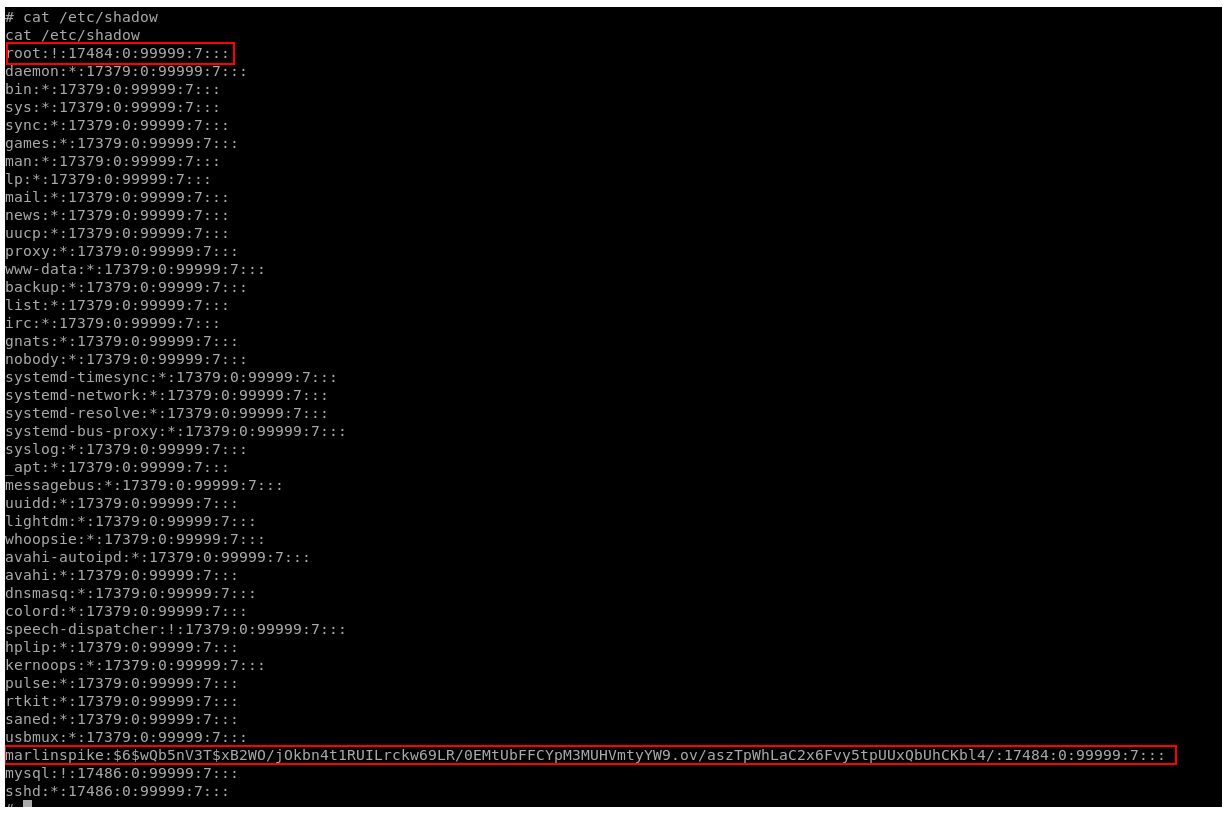 # cat /etc/shadow
cat /etc/shadow
root:!:17484:0:99999:7:::
daemon:*:17379:0:99999:7:::
bin:*:17379:0:99999:7:::
sys:*:17379:0:99999:7:::
sync:*:17379:0:99999:7:::
games:*:17379:0:99999:7:::
man:*:17379:0:99999:7:::
lp:*:17379:0:99999:7:::
mail:*:17379:0:99999:7:::
news:*:17379:0:99999:7:::
uucp:*:17379:0:99999:7:::
proxy:*:17379:0:99999:7:::
www-data:*:17379:0:99999:7:::
backup:*:17379:0:99999:7:::
list:*:17379:0:99999:7:::
irc:*:17379:0:99999:7:::
gnats:*:17379:0:99999:7:::
nobody:*:17379:0:99999:7:::
systemd-timesync:*:17379:0:99999:7:::
systemd-network:*:17379:0:99999:7:::
systemd-resolve:*:17379:0:99999:7:::
systemd-bus-proxy:*:17379:0:99999:7:::
syslog:*:17379:0:99999:7:::
_apt:*:17379:0:99999:7:::
messagebus:*:17379:0:99999:7:::
uuidd:*:17379:0:99999:7:::
lightdm:*:17379:0:99999:7:::
whoopsie:*:17379:0:99999:7:::
avahi-autoipd:*:17379:0:99999:7:::
avahi:*:17379:0:99999:7:::
dnsmasq:*:17379:0:99999:7:::
colord:*:17379:0:99999:7:::
speech-dispatcher:!:17379:0:99999:7:::
hplip:*:17379:0:99999:7:::
kernoops:*:17379:0:99999:7:::
pulse:*:17379:0:99999:7:::
rtkit:*:17379:0:99999:7:::
saned:*:17379:0:99999:7:::
usbmux:*:17379:0:99999:7:::
marlinspike:$6$wQb5nV3T$xB2WO/jOkbn4t1RUILrckw69LR/0EMtUbFFCYpM3MUHVmtyYW9.ov/aszTpWhLaC2x6Fvy5tpUUxQbUhCKbl4/:17484:0:99999:7:::
mysql:!:17486:0:99999:7:::
sshd:*:17486:0:99999:7:::
#